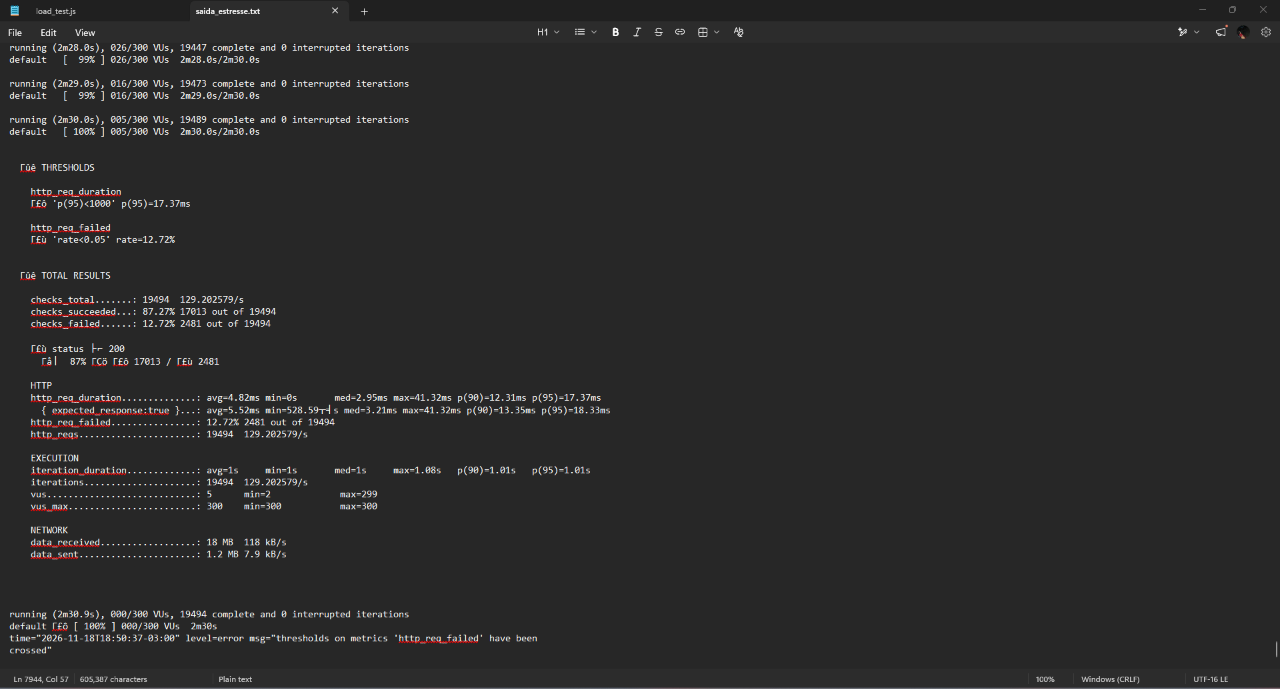 load_test.js
saida_estresse.txt
File Edit View
H1
running (2m28.0s), 026/300 VUs, 19447 complete and 0 interrupted iterations
default   [  99% ] 026/300 VUs  2m28.0s/2m30.0s
running (2m29.0s), 016/300 VUs, 19473 complete and 0 interrupted iterations
default   [  99% ] 016/300 VUs  2m29.0s/2m30.0s
running (2m30.0s), 005/300 VUs, 19489 complete and 0 interrupted iterations
default   [ 100% ] 005/300 VUs  2m30.0s/2m30.0s
Γûê THRESHOLDS
http_req_duration
Γ£ô 'p(95)<1000' p(95)=17.37ms
http_req_failed
Γ£ù 'rate<0.05' rate=12.72%
Γûê TOTAL RESULTS
checks_total.......: 19494  129.202579/s
checks_succeeded...: 87.27% 17013 out of 19494
checks_failed......: 12.72% 2481 out of 19494
Γ£ù status ├⌐ 200
Γå│  87% ΓÇö Γ£ô 17013 / Γ£ù 2481
HTTP
http_req_duration..............: avg=4.82ms min=0s       med=2.95ms max=41.32ms p(90)=12.31ms p(95)=17.37ms
{ expected_response:true }...: avg=5.52ms min=528.59┬╡s med=3.21ms max=41.32ms p(90)=13.35ms p(95)=18.33ms
http_req_failed................: 12.72% 2481 out of 19494
http_reqs......................: 19494  129.202579/s
EXECUTION
iteration_duration.............: avg=1s     min=1s       med=1s     max=1.08s   p(90)=1.01s   p(95)=1.01s
iterations.....................: 19494  129.202579/s
vus............................: 5      min=2             max=299
vus_max........................: 300    min=300           max=300
NETWORK
data_received..................: 18 MB  118 kB/s
data_sent......................: 1.2 MB 7.9 kB/s
running (2m30.9s), 000/300 VUs, 19494 complete and 0 interrupted iterations
default Γ£ô [ 100% ] 000/300 VUs  2m30s
time="2026-11-18T18:50:37-03:00" level=error msg="thresholds on metrics 'http_req_failed' have been
crossed"
Ln 7944, Col 57 605,387 characters Plain text 100% Windows (CRLF) UTF-16 LE